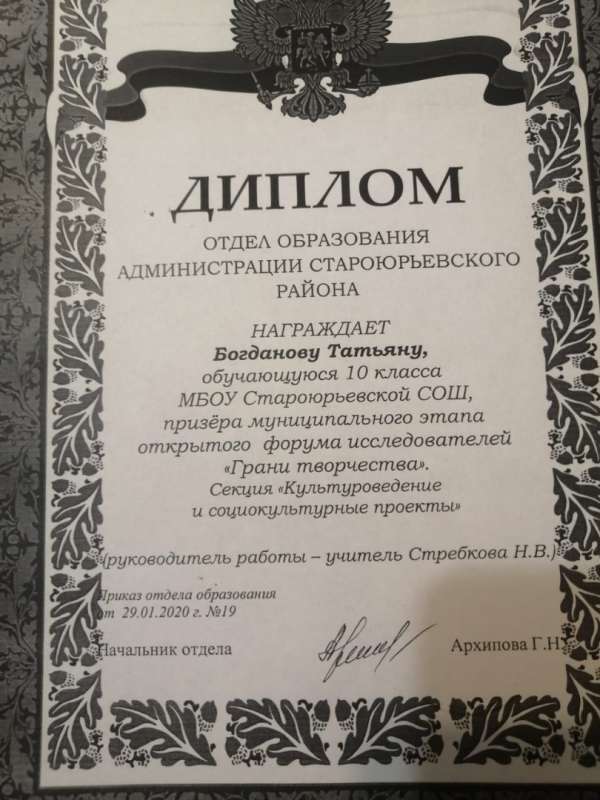 ДИПЛОМ
ОТДЕЛ ОБРАЗОВАНИЯ
АДМИНИСТРАЦИИ СТАРОЮРЬЕВСКОГО
РАЙОНА
НАГРАЖДАЕТ
Богданову Татьяну,
обучающуюся 10 класса
МБОУ Староюрьевской СОШ,
призёра муниципального этапа
открытого форума исследователей
«Грани творчества».
Секция «Культуроведение
и социокультурные проекты»
(руководитель работы – учитель Стребкова Н.В.)
Приказ отдела образования
от 29.01.2020 г. №19
Начальник отдела Архипова Г.Н.